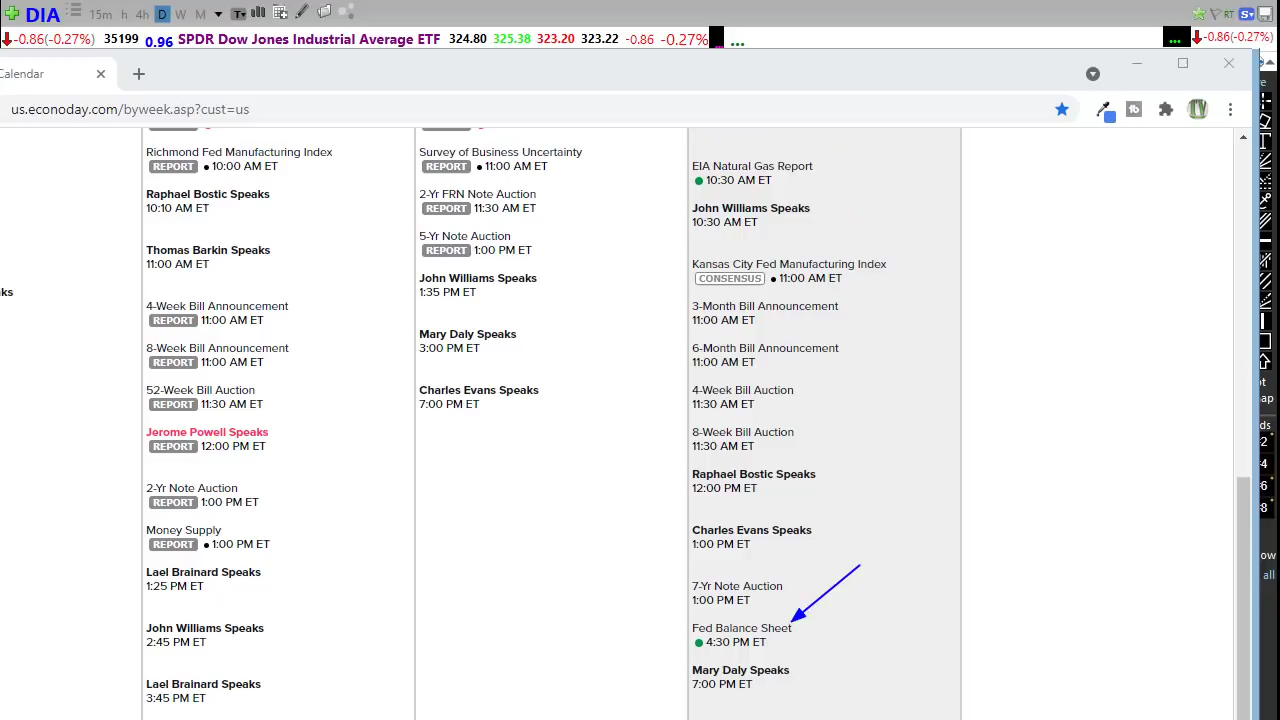 DIA
15m
h
4h
D
W
M
T
RT
S
-0.86(-0.27%)
35199
0.96
SPDR Dow Jones Industrial Average ETF
324.80
325.38
323.20
323.22
-0.86
-0.27%
...
...
-0.86(-0.27%)
Calendar
us.econoday.com/byweek.asp?cust=us
ks
Richmond Fed Manufacturing Index
REPORT 10:00 AM ET
Raphael Bostic Speaks
10:10 AM ET
Thomas Barkin Speaks
11:00 AM ET
4-Week Bill Announcement
REPORT 11:00 AM ET
8-Week Bill Announcement
REPORT 11:00 AM ET
52-Week Bill Auction
REPORT 11:30 AM ET
Jerome Powell Speaks
REPORT 12:00 PM ET
2-Yr Note Auction
REPORT 1:00 PM ET
Money Supply
REPORT 1:00 PM ET
Lael Brainard Speaks
1:25 PM ET
John Williams Speaks
2:45 PM ET
Lael Brainard Speaks
3:45 PM ET
Survey of Business Uncertainty
REPORT 11:00 AM ET
2-Yr FRN Note Auction
REPORT 11:30 AM ET
5-Yr Note Auction
REPORT 1:00 PM ET
John Williams Speaks
1:35 PM ET
Mary Daly Speaks
3:00 PM ET
Charles Evans Speaks
7:00 PM ET
EIA Natural Gas Report
10:30 AM ET
John Williams Speaks
10:30 AM ET
Kansas City Fed Manufacturing Index
CONSENSUS 11:00 AM ET
3-Month Bill Announcement
11:00 AM ET
6-Month Bill Announcement
11:00 AM ET
4-Week Bill Auction
11:30 AM ET
8-Week Bill Auction
11:30 AM ET
Raphael Bostic Speaks
12:00 PM ET
Charles Evans Speaks
1:00 PM ET
7-Yr Note Auction
1:00 PM ET
Fed Balance Sheet
4:30 PM ET
Mary Daly Speaks
7:00 PM ET
ds
#2
#4
#6
#8
ow
all